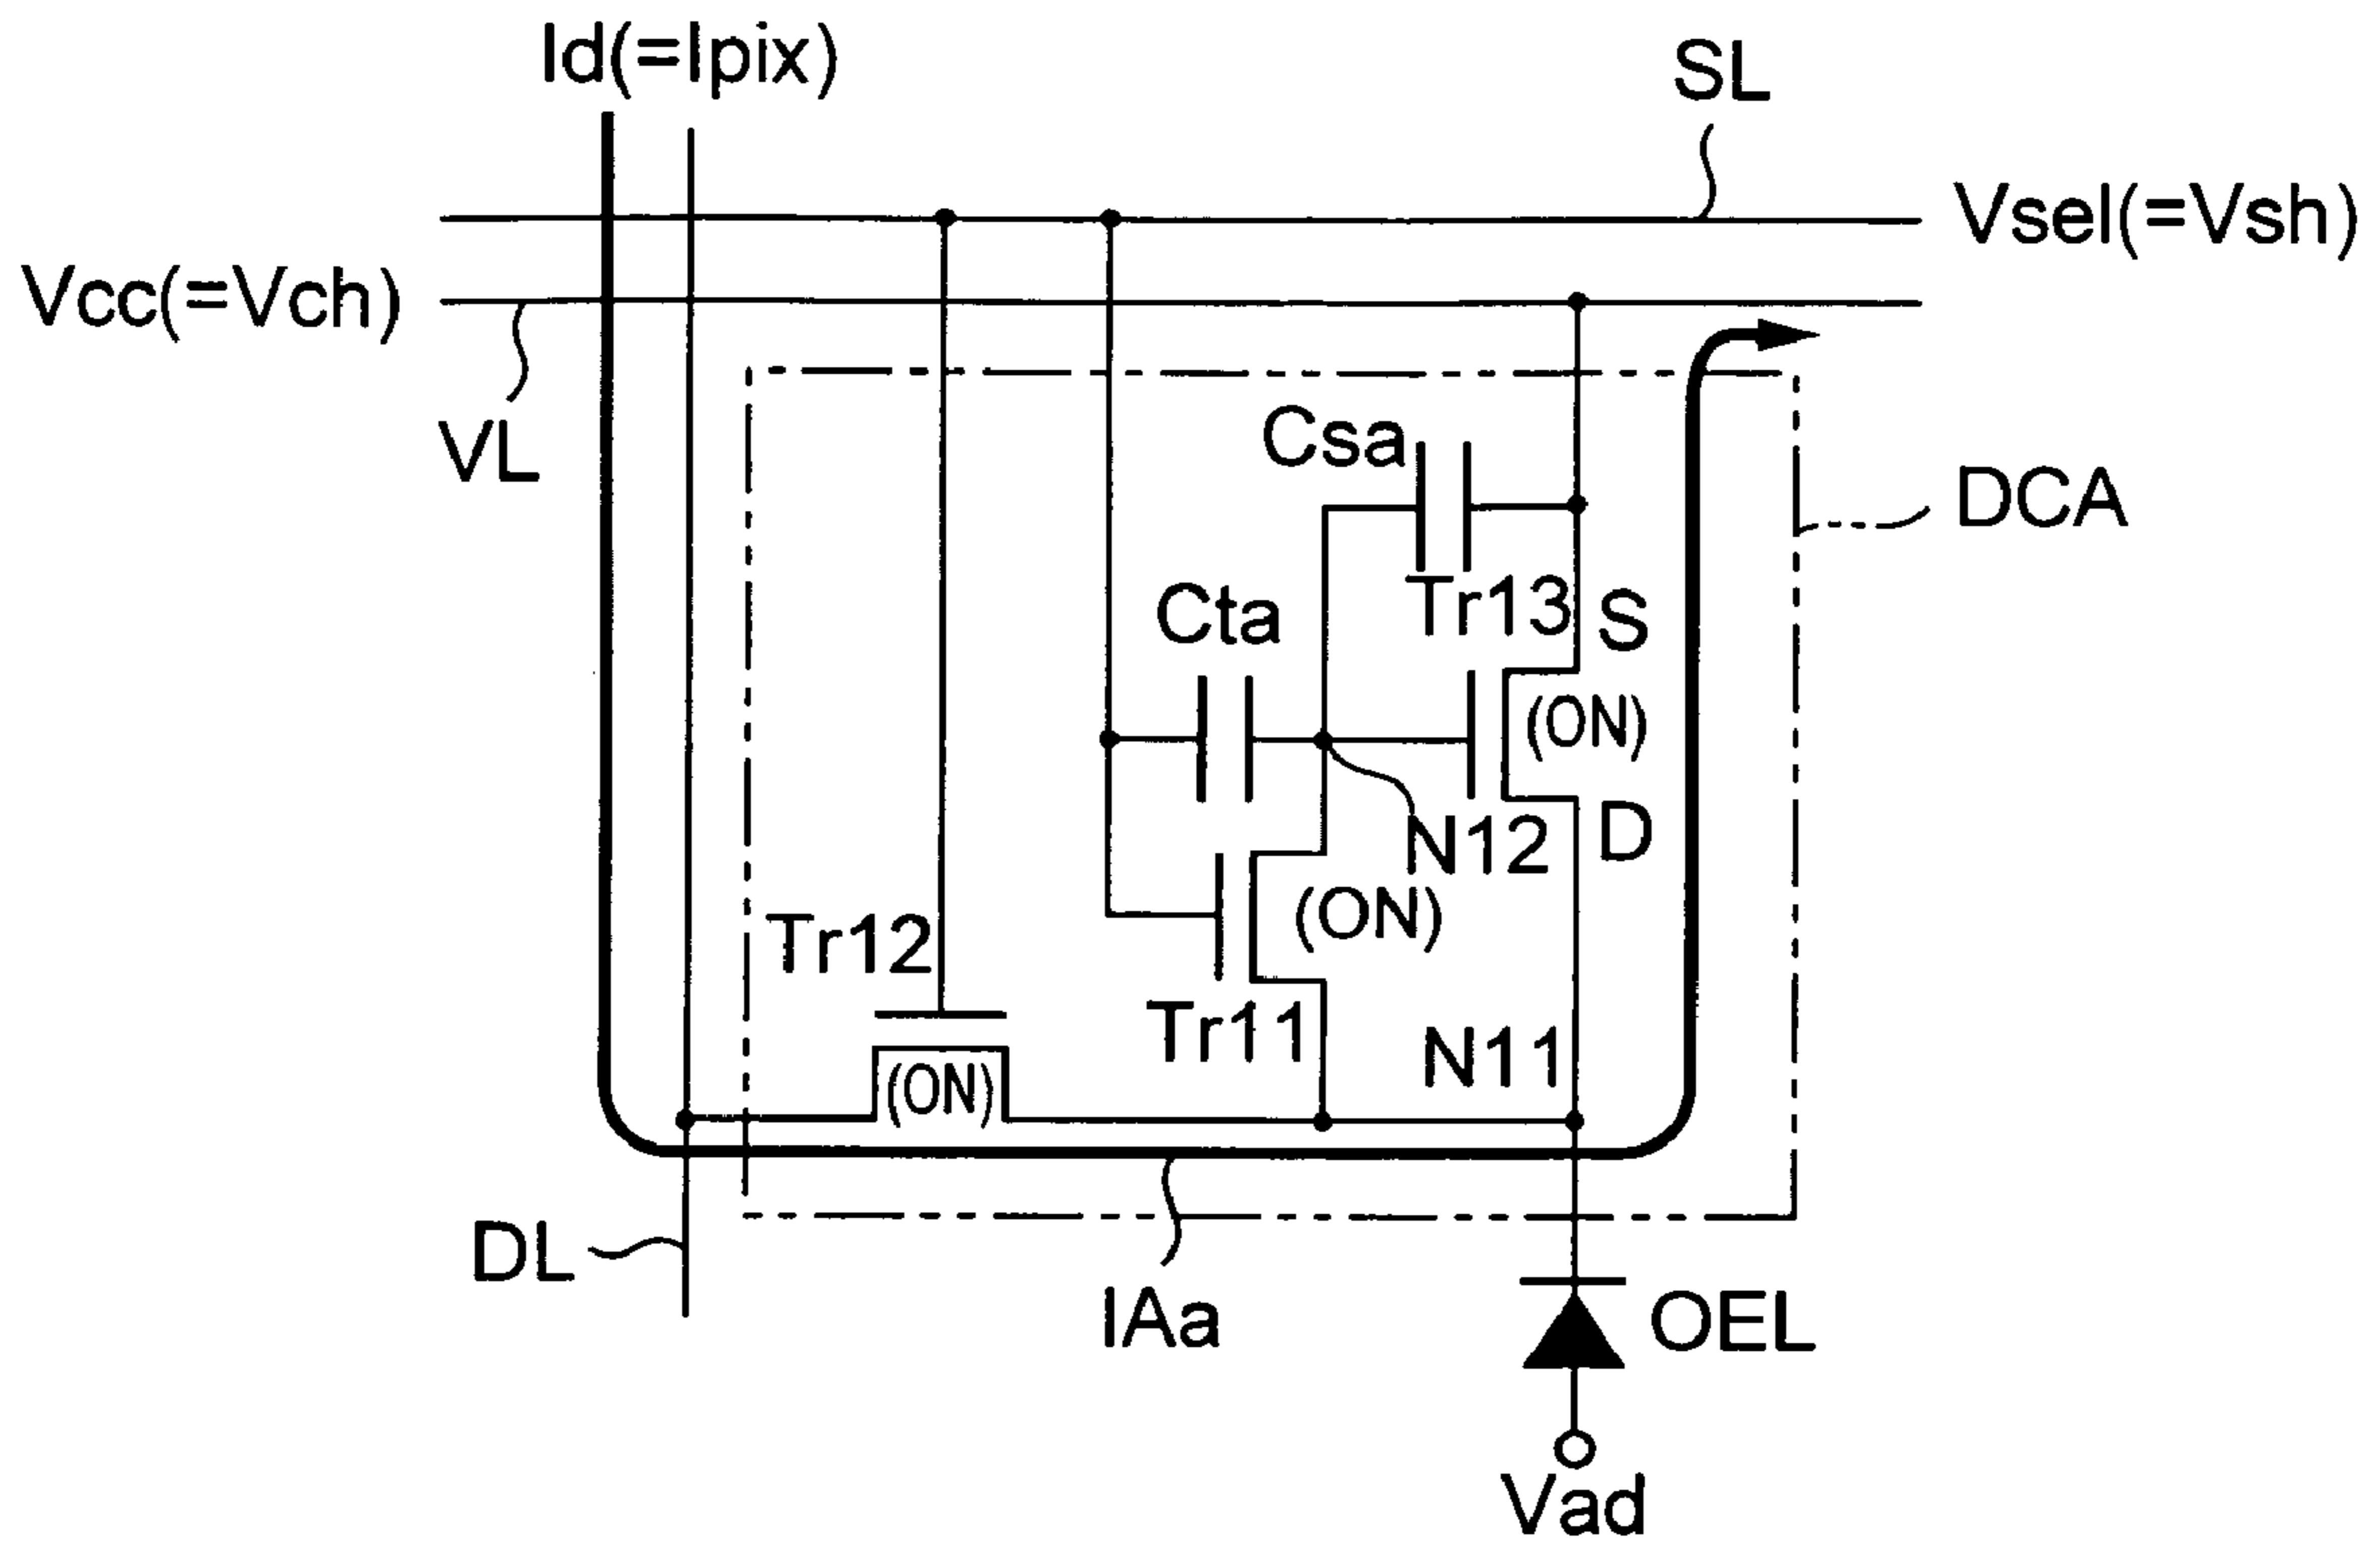 Id(=Ipix)
SL
Vsel(=Vsh)
Vcc(=Vch)
VL
Csa
DCA
Tr13
S
Cta
(ON)
D
N12
(ON)
Tr12
Tr11
N11
(ON)
DL
IAa
OEL
Vad